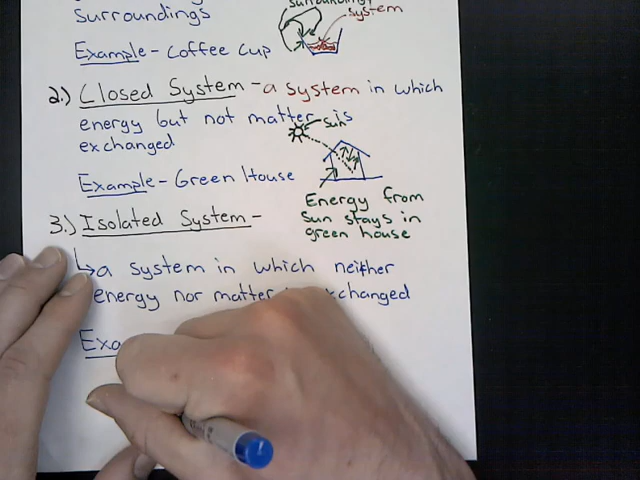 surroundings
surroundings
system
Example - coffee cup
2.) Closed System - a system in which
energy but not matter is
exchanged
Sun
Example - Green House
Energy from
Sun stays in
green house
3.) Isolated System -
a system in which neither
energy nor matter
exchanged
Exa